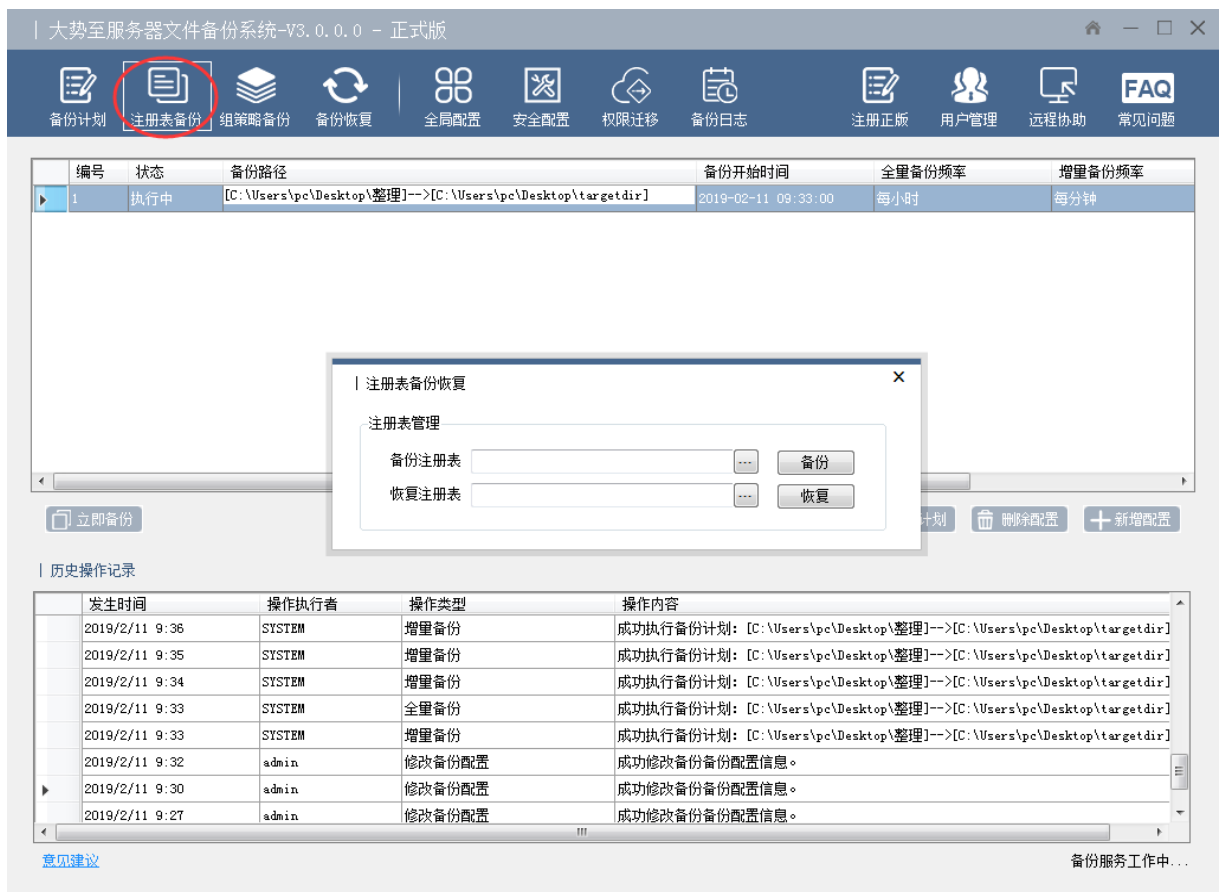 大势至服务器文件备份系统-V3.0.0.0 - 正式版
备份计划 注册表备份 组策略备份 备份恢复 全局配置 安全配置 权限迁移 备份日志 注册正版 用户管理 远程协助 FAQ 常见问题
编号 状态 备份路径 备份开始时间 全量备份频率 增量备份频率
1 执行中 [C:\Users\pc\Desktop\整理]-->[C:\Users\pc\Desktop\targetdir] 2019-02-11 09:33:00 每小时 每分钟
注册表备份恢复
注册表管理
备份注册表 ... 备份
恢复注册表 ... 恢复
立即备份 计划 删除配置 新增配置
历史操作记录
发生时间 操作执行者 操作类型 操作内容
2019/2/11 9:36 SYSTEM 增量备份 成功执行备份计划: [C:\Users\pc\Desktop\整理]-->[C:\Users\pc\Desktop\targetdir]
2019/2/11 9:35 SYSTEM 增量备份 成功执行备份计划: [C:\Users\pc\Desktop\整理]-->[C:\Users\pc\Desktop\targetdir]
2019/2/11 9:34 SYSTEM 增量备份 成功执行备份计划: [C:\Users\pc\Desktop\整理]-->[C:\Users\pc\Desktop\targetdir]
2019/2/11 9:33 SYSTEM 全量备份 成功执行备份计划: [C:\Users\pc\Desktop\整理]-->[C:\Users\pc\Desktop\targetdir]
2019/2/11 9:33 SYSTEM 增量备份 成功执行备份计划: [C:\Users\pc\Desktop\整理]-->[C:\Users\pc\Desktop\targetdir]
2019/2/11 9:32 admin 修改备份配置 成功修改备份备份配置信息。
2019/2/11 9:30 admin 修改备份配置 成功修改备份备份配置信息。
2019/2/11 9:27 admin 修改备份配置 成功修改备份备份配置信息。
意见建议 备份服务工作中...